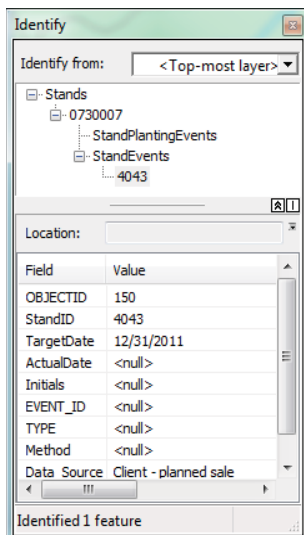 Identify
Identify from: <Top-most layer>
Stands
0730007
StandPlantingEvents
StandEvents
4043
Location:
Field Value
OBJECTID 150
StandID 4043
TargetDate 12/31/2011
ActualDate <null>
Initials <null>
EVENT_ID <null>
TYPE <null>
Method <null>
Data_Source Client - planned sale
Identified 1 feature